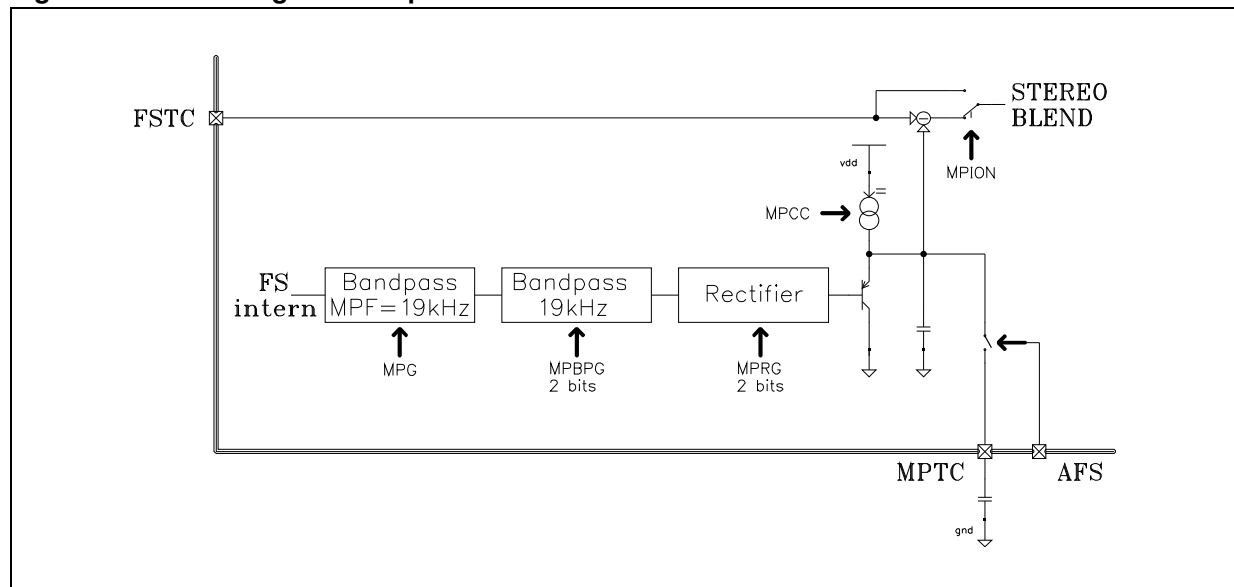 FSTC
STEREO
BLEND
MPION
vdd
MPCC
FS
intern
Bandpass
MPF=19kHz
Bandpass
19kHz
Rectifier
MPG
MPBPG
2 bits
MPRG
2 bits
MPTC
AFS
gnd